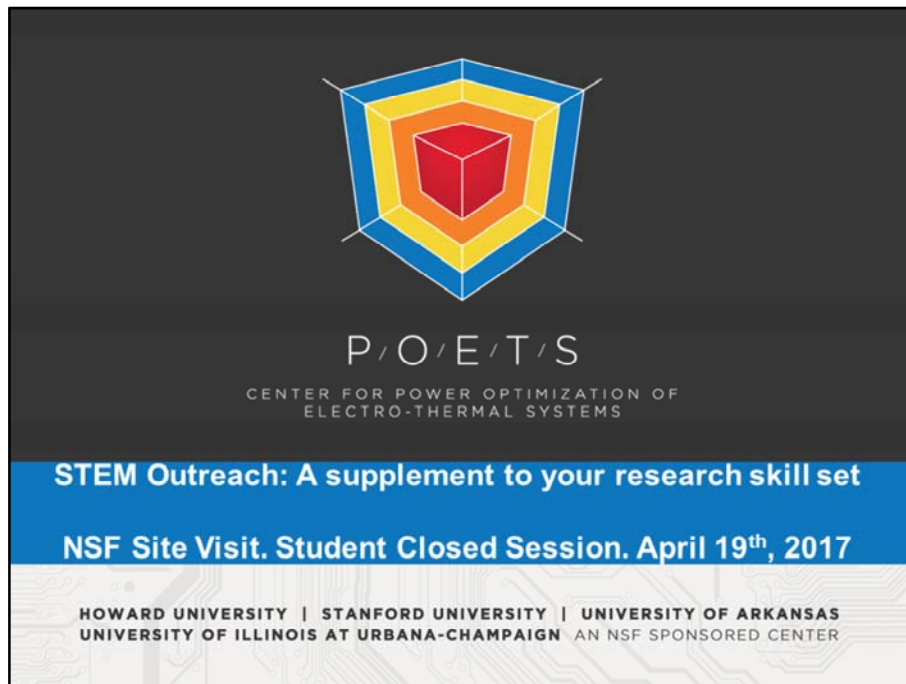 P / O / E / T / S
CENTER FOR POWER OPTIMIZATION OF
ELECTRO-THERMAL SYSTEMS
STEM Outreach: A supplement to your research skill set
NSF Site Visit. Student Closed Session. April 19th, 2017
HOWARD UNIVERSITY | STANFORD UNIVERSITY | UNIVERSITY OF ARKANSAS
UNIVERSITY OF ILLINOIS AT URBANA-CHAMPAIGN AN NSF SPONSORED CENTER